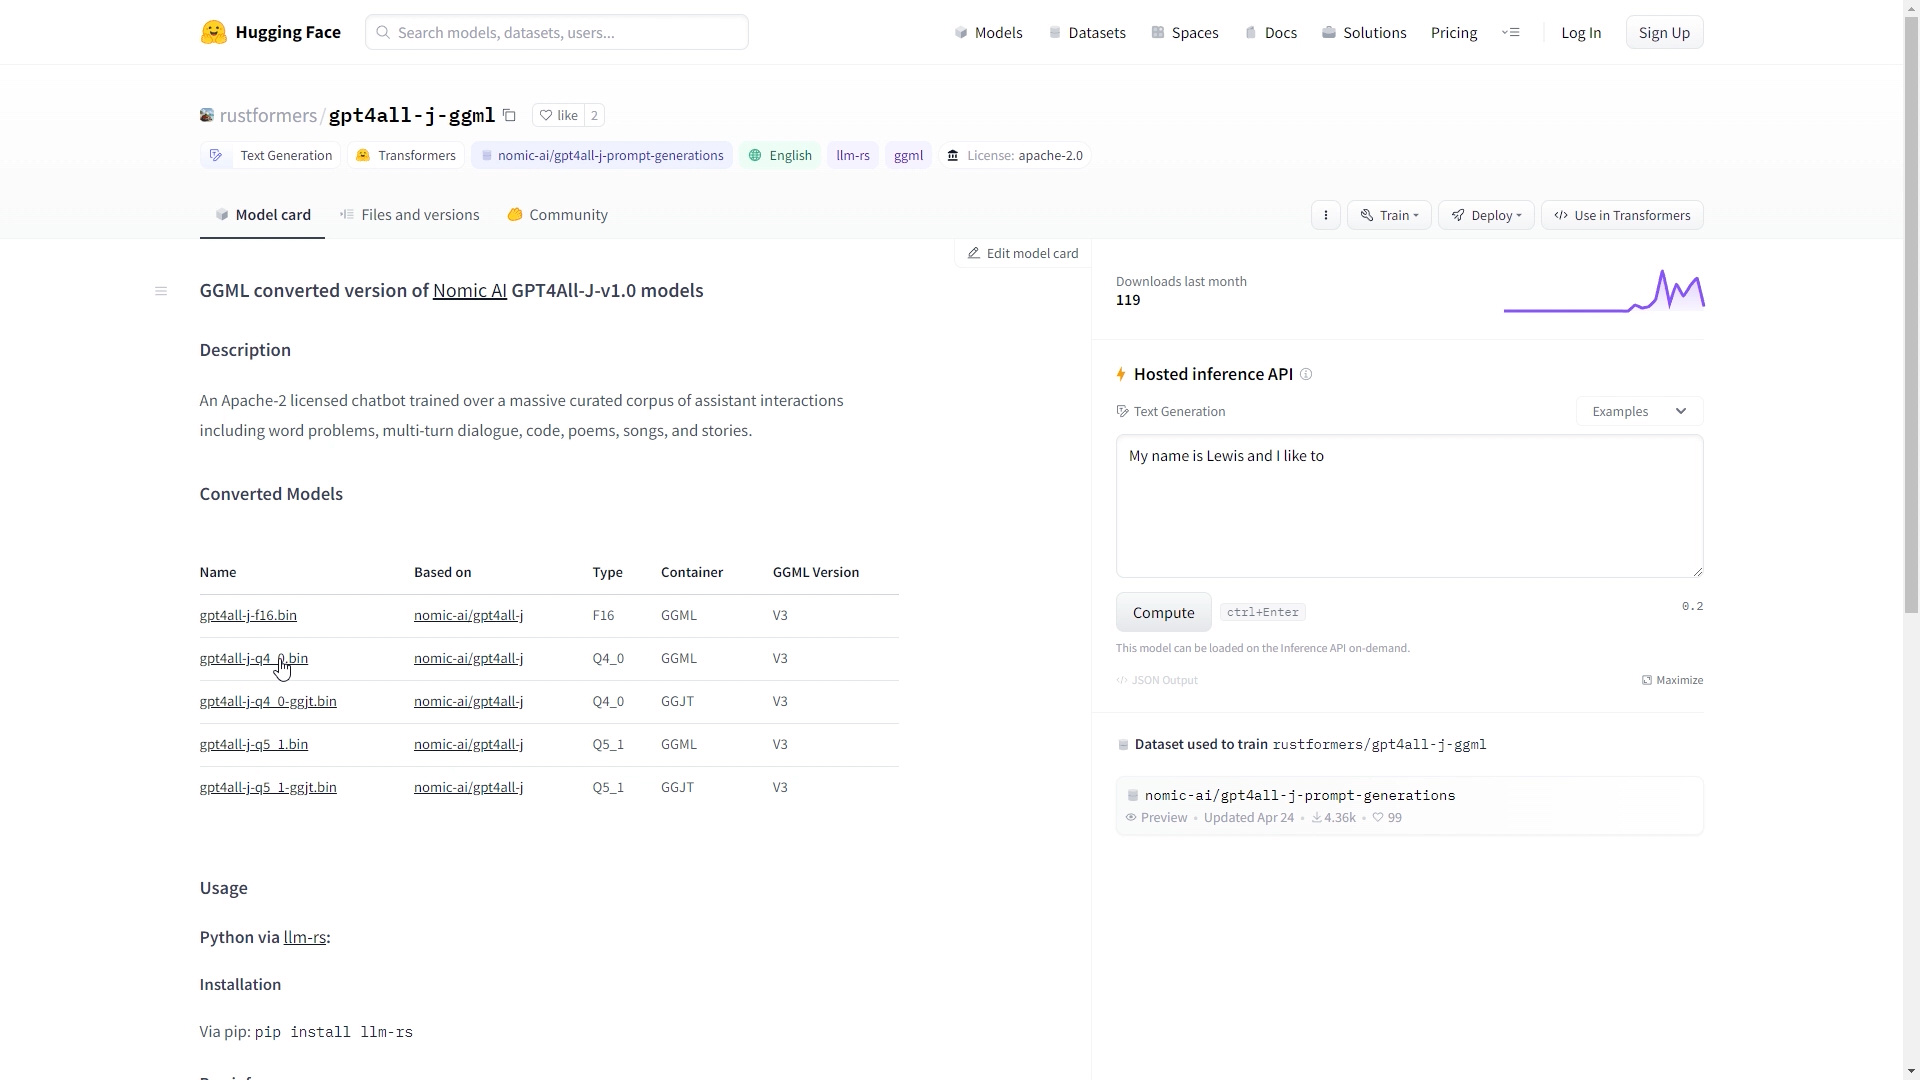 Hugging Face
Search models, datasets, users...
Models
Datasets
Spaces
Docs
Solutions
Pricing
Log In
Sign Up
rustformers/gpt4all-j-ggml
like 2
Text Generation
Transformers
nomic-ai/gpt4all-j-prompt-generations
English
llm-rs
ggml
License: apache-2.0
Model card
Files and versions
Community
Train
Deploy
</> Use in Transformers
Edit model card
GGML converted version of Nomic AI GPT4All-J-v1.0 models
Description
An Apache-2 licensed chatbot trained over a massive curated corpus of assistant interactions
including word problems, multi-turn dialogue, code, poems, songs, and stories.
Converted Models
Name Based on Type Container GGML Version
gpt4all-j-f16.bin nomic-ai/gpt4all-j F16 GGML V3
gpt4all-j-q4_0.bin nomic-ai/gpt4all-j Q4_0 GGML V3
gpt4all-j-q4_0-ggjt.bin nomic-ai/gpt4all-j Q4_0 GGJT V3
gpt4all-j-q5_1.bin nomic-ai/gpt4all-j Q5_1 GGML V3
gpt4all-j-q5_1-ggjt.bin nomic-ai/gpt4all-j Q5_1 GGJT V3
Usage
Python via llm-rs:
Installation
Via pip: pip install llm-rs
Downloads last month
119
Hosted inference API
Text Generation
Examples
My name is Lewis and I like to
Compute
ctrl+Enter
0.2
This model can be loaded on the Inference API on-demand.
</> JSON Output
Maximize
Dataset used to train rustformers/gpt4all-j-ggml
nomic-ai/gpt4all-j-prompt-generations
Preview • Updated Apr 24 • 4.36k • 99